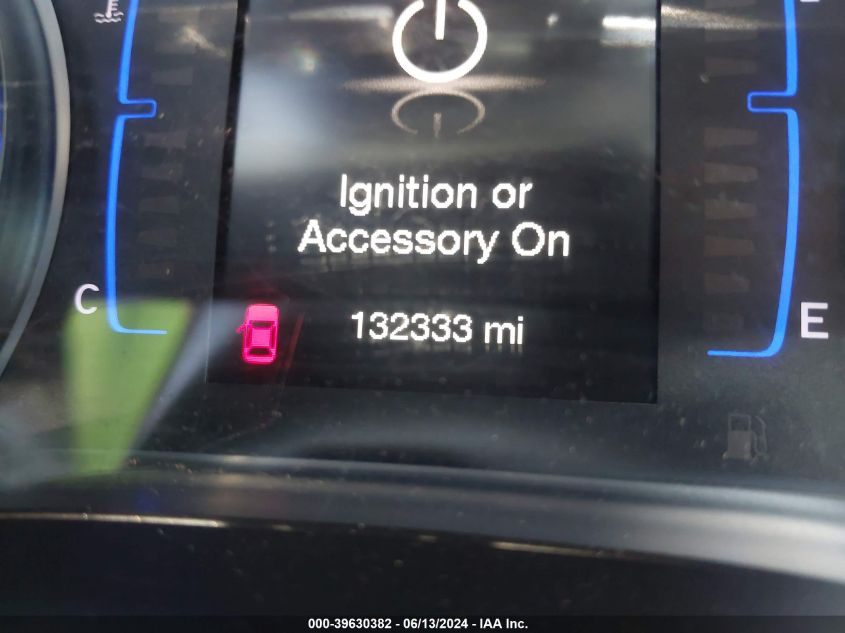 Ignition or
Accessory On
C
132333 mi
E
000-39630382 - 06/13/2024 - IAA Inc.